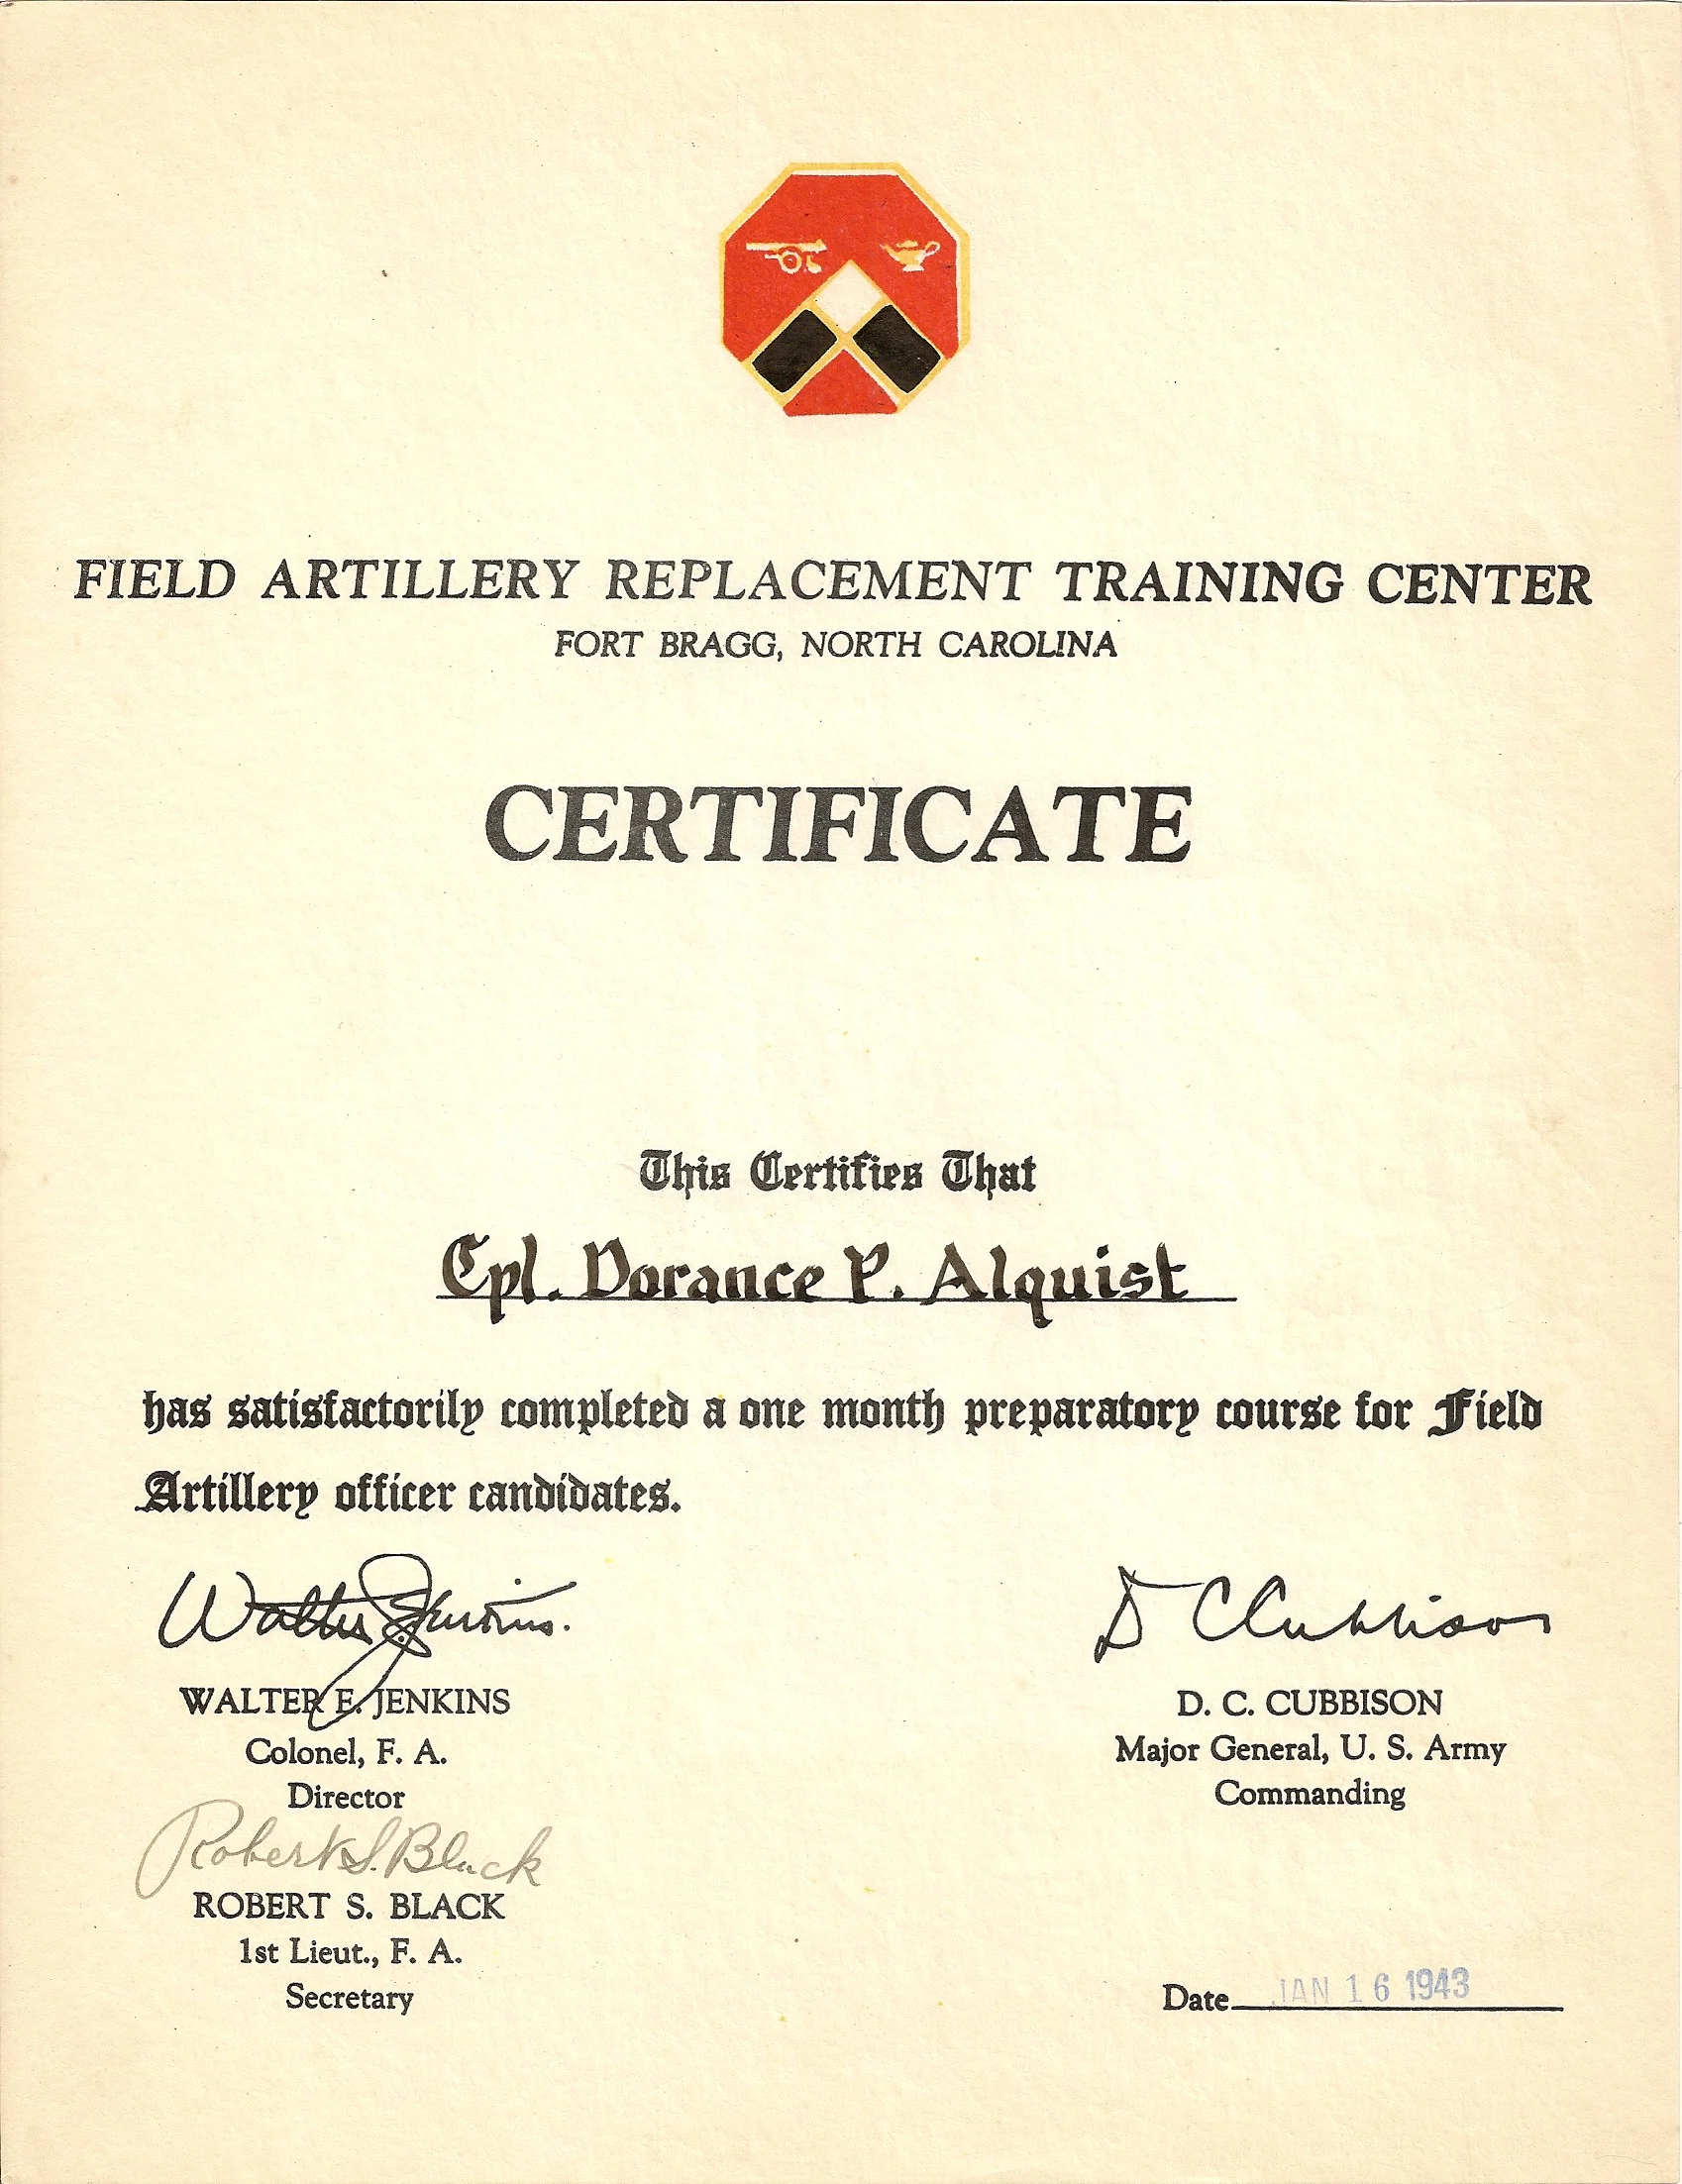 FIELD ARTILLERY REPLACEMENT TRAINING CENTER
FORT BRAGG, NORTH CAROLINA
CERTIFICATE
This Certifies That
Cpl. Dorance P. Alquist
has satisfactorily completed a one month preparatory course for Field
Artillery officer candidates.
Walter E. Jenkins.
WALTER E. JENKINS
Colonel, F. A.
Director
Robert S. Black
ROBERT S. BLACK
1st Lieut., F. A.
Secretary
D C Cubbison
D. C. CUBBISON
Major General, U. S. Army
Commanding
Date JAN 16 1943